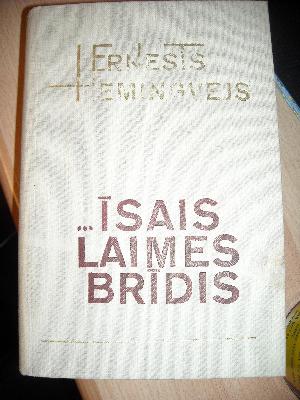 ERNESTS
HEMINGVEJS
...ĪSAIS
LAIMES
BRĪDIS